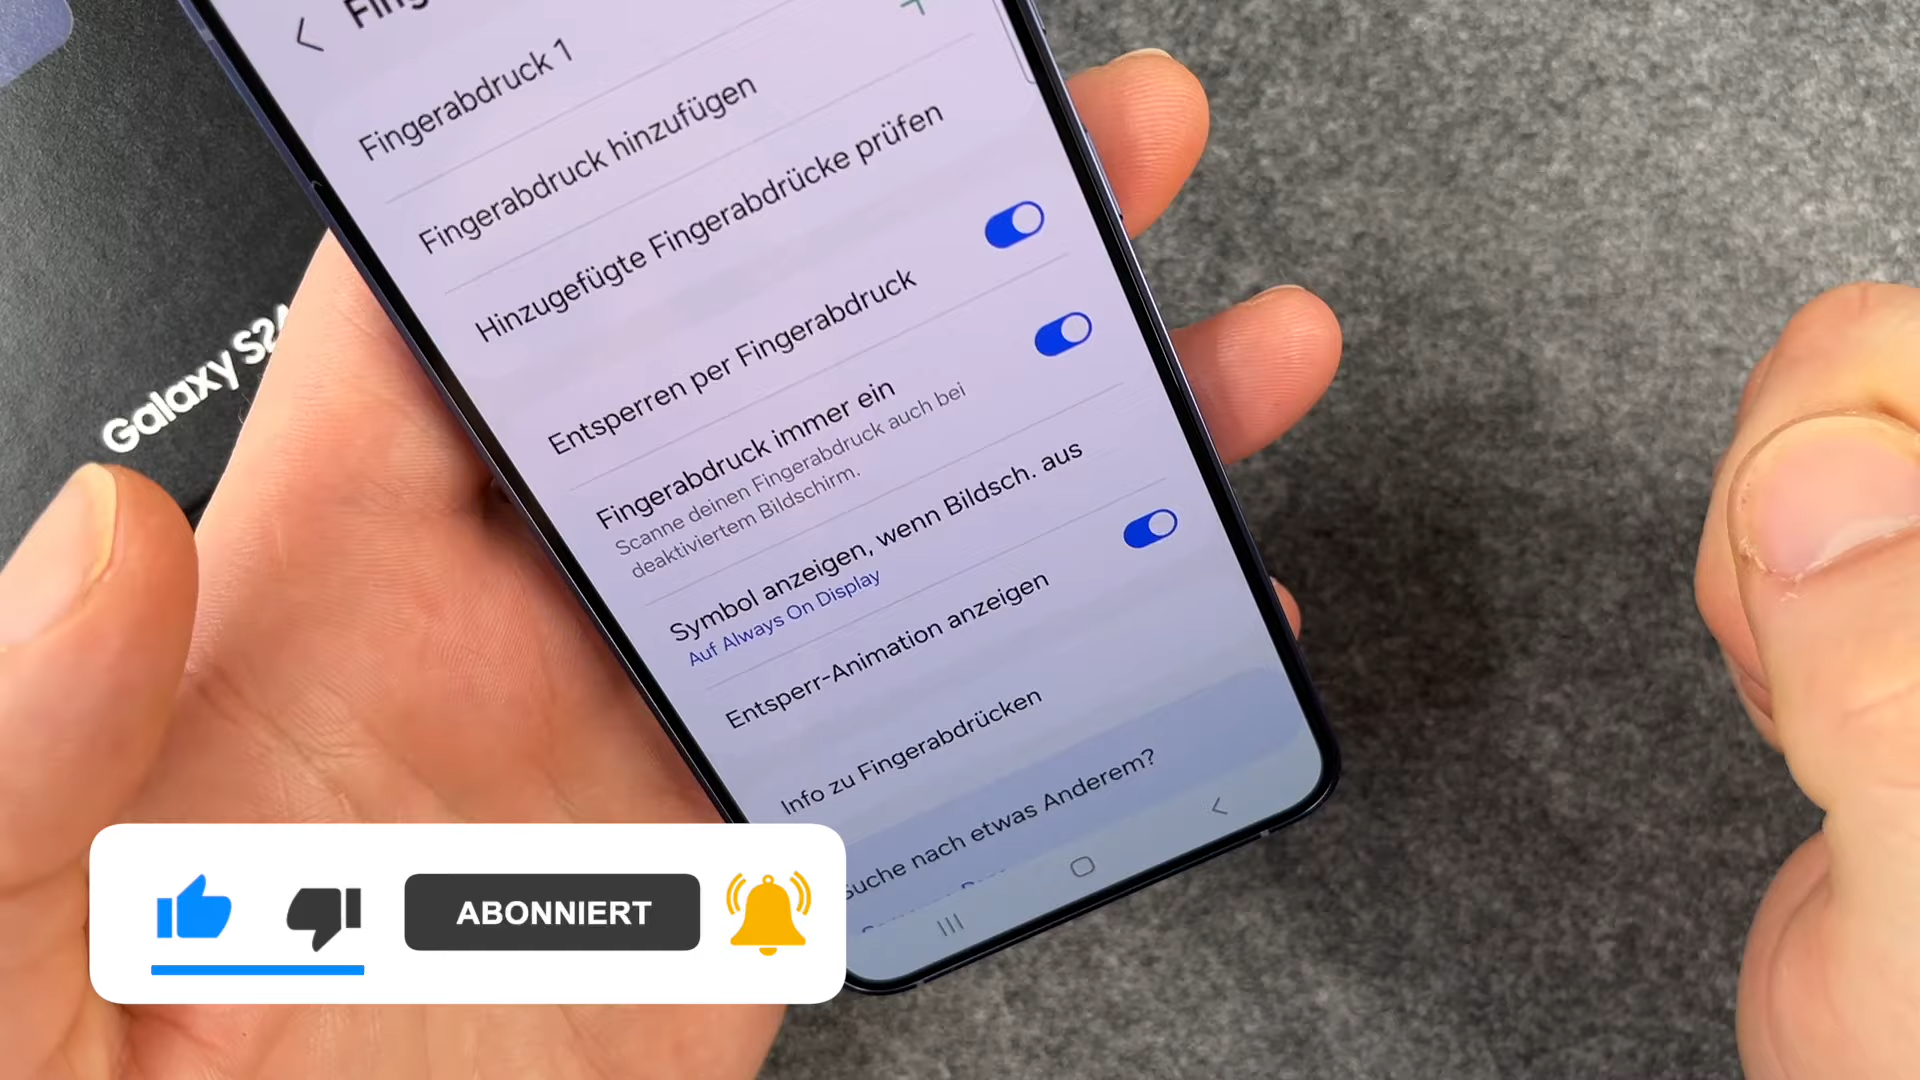 Fingerabdruck 1
Fingerabdruck hinzufügen
Hinzugefügte Fingerabdrücke prüfen
Entsperren per Fingerabdruck
Fingerabdruck immer ein
Scanne deinen Fingerabdruck auch bei
deaktiviertem Bildschirm.
Symbol anzeigen, wenn Bildsch. aus
Auf Always On Display
Entsperr-Animation anzeigen
Info zu Fingerabdrücken
Suche nach etwas Anderem?
Galaxy S24
ABONNIERT